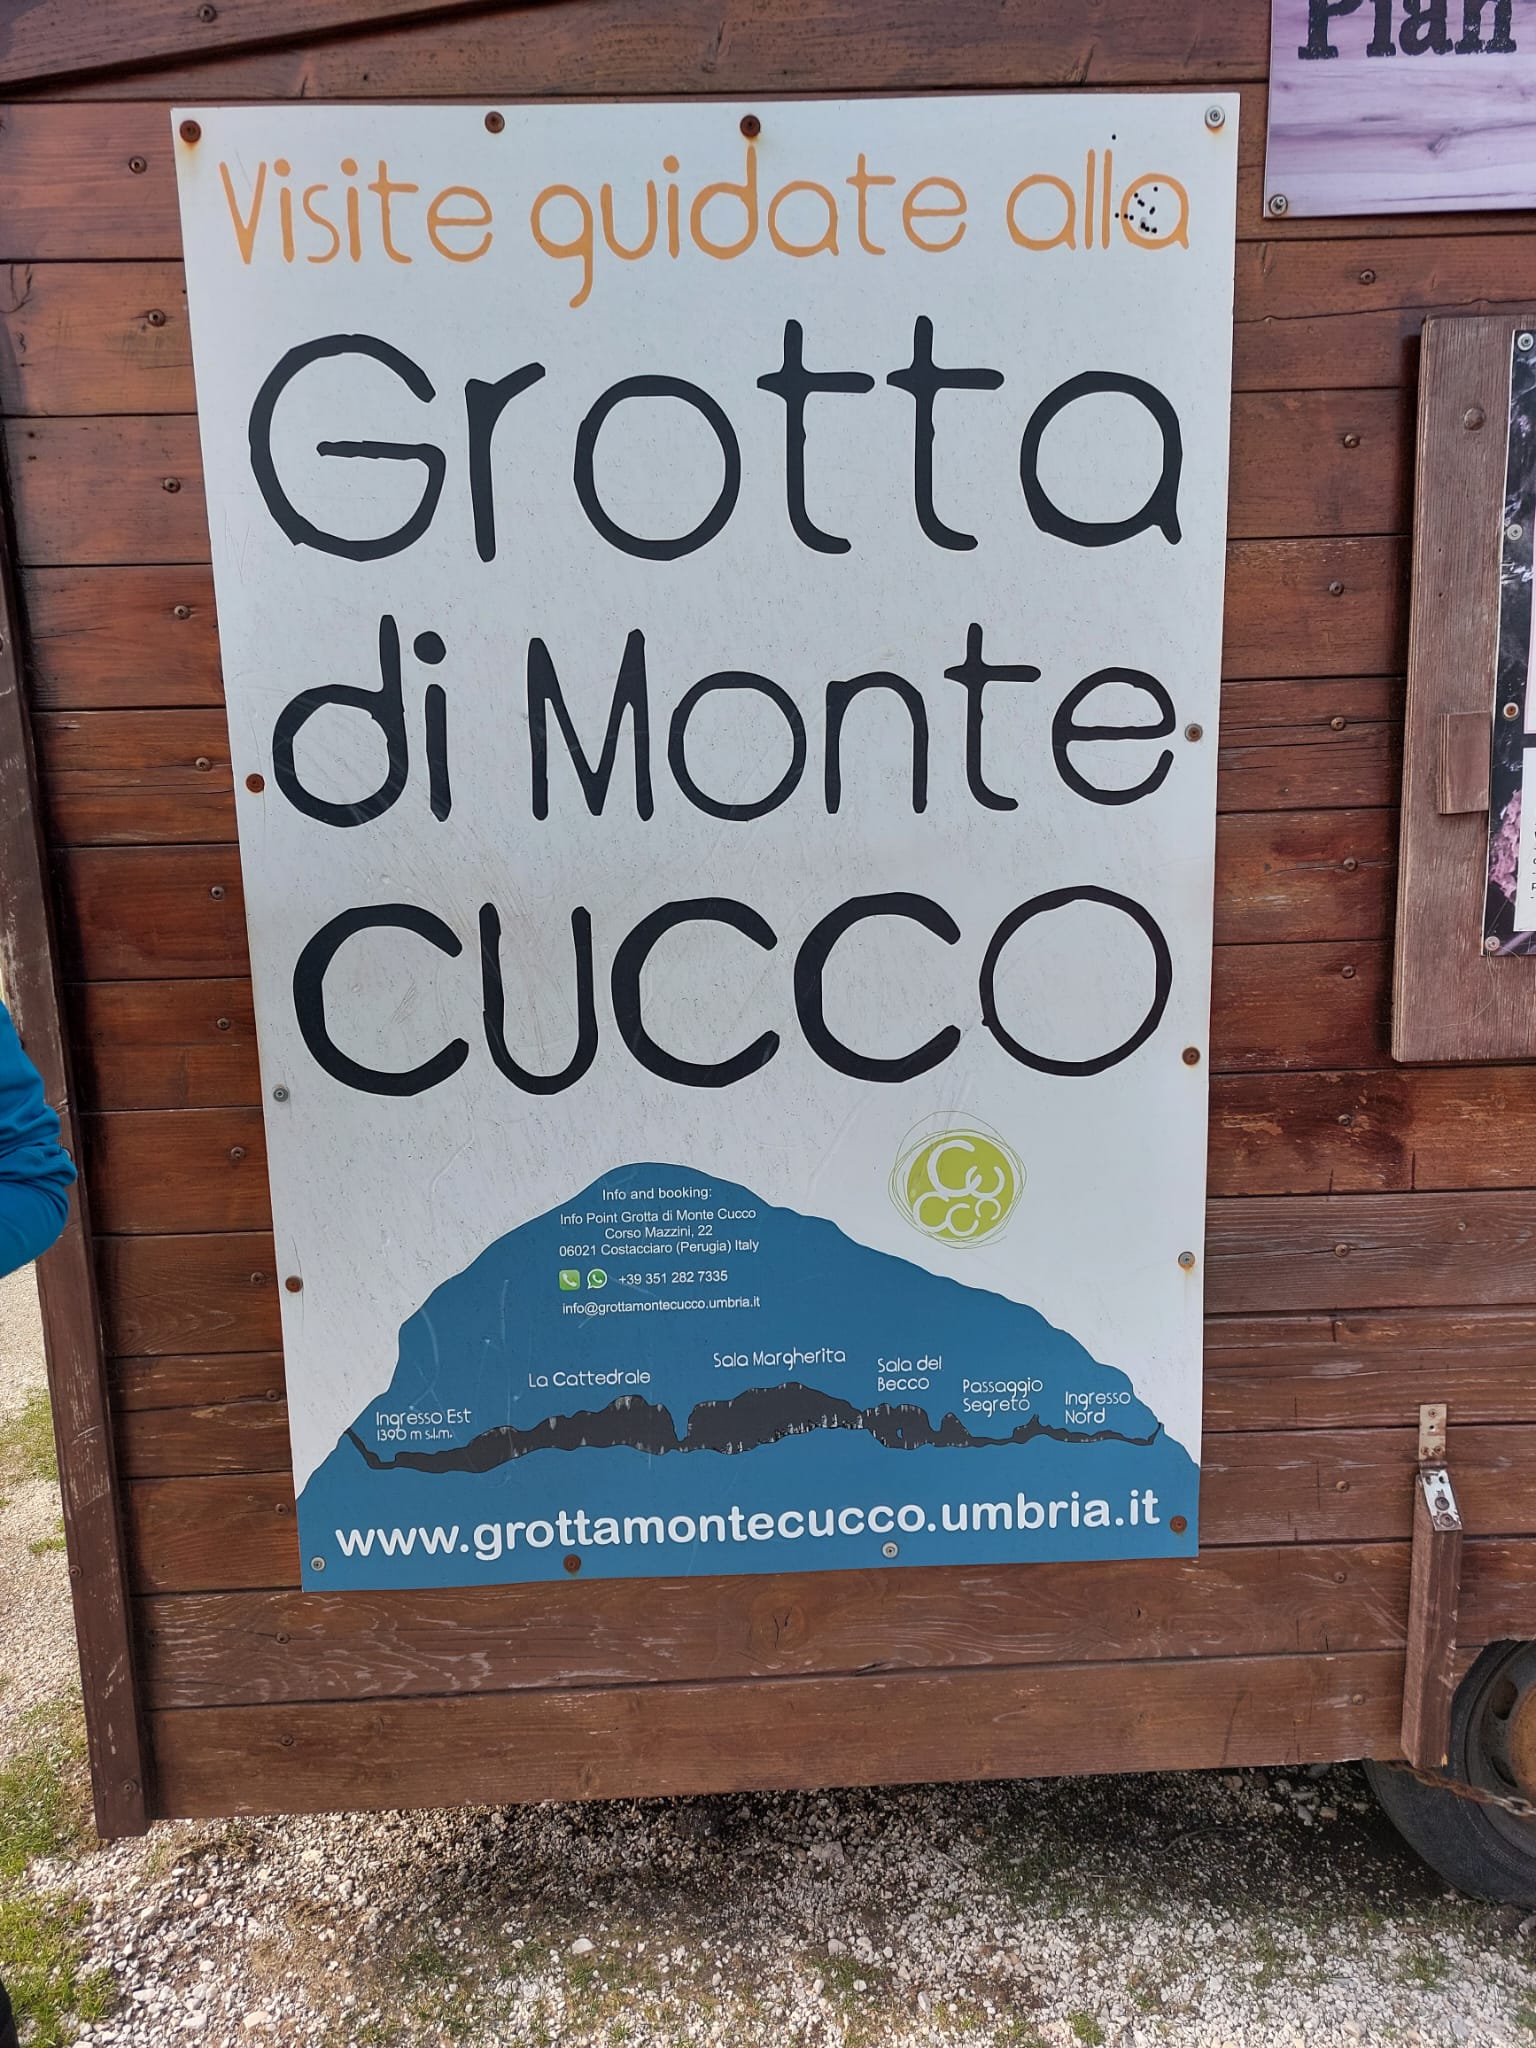 Visite guidate alla
Grotta
di Monte
CUCCO
CUCCO
Info and booking:
Info Point Grotta di Monte Cucco
Corso Mazzini, 22
06021 Costacciaro (Perugia) Italy
+39 351 282 7335
info@grottamontecucco.umbria.it
Ingresso Est
1390 m s.l.m.
La Cattedrale
Sala Margherita
Sala del
Becco
Passaggio
Segreto
Ingresso
Nord
www.grottamontecucco.umbria.it
Pian